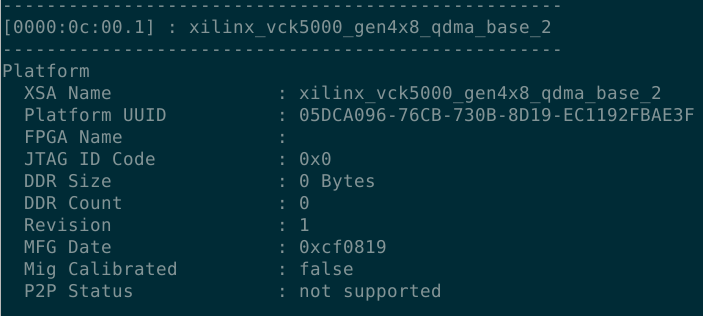 ---------------------------------------------------
[0000:0c:00.1] : xilinx_vck5000_gen4x8_qdma_base_2
---------------------------------------------------
Platform
  XSA Name               : xilinx_vck5000_gen4x8_qdma_base_2
  Platform UUID          : 05DCA096-76CB-730B-8D19-EC1192FBAE3F
  FPGA Name              :
  JTAG ID Code           : 0x0
  DDR Size               : 0 Bytes
  DDR Count              : 0
  Revision               : 1
  MFG Date               : 0xcf0819
  Mig Calibrated         : false
  P2P Status             : not supported